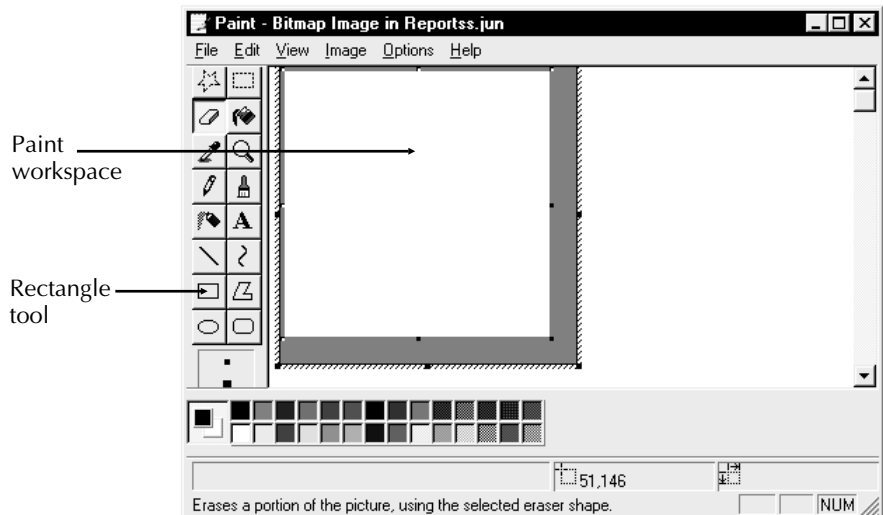 Paint - Bitmap Image in Reportss.jun
File Edit View Image Options Help
Paint
workspace
A
Rectangle
tool
51,146
Erases a portion of the picture, using the selected eraser shape.
NUM